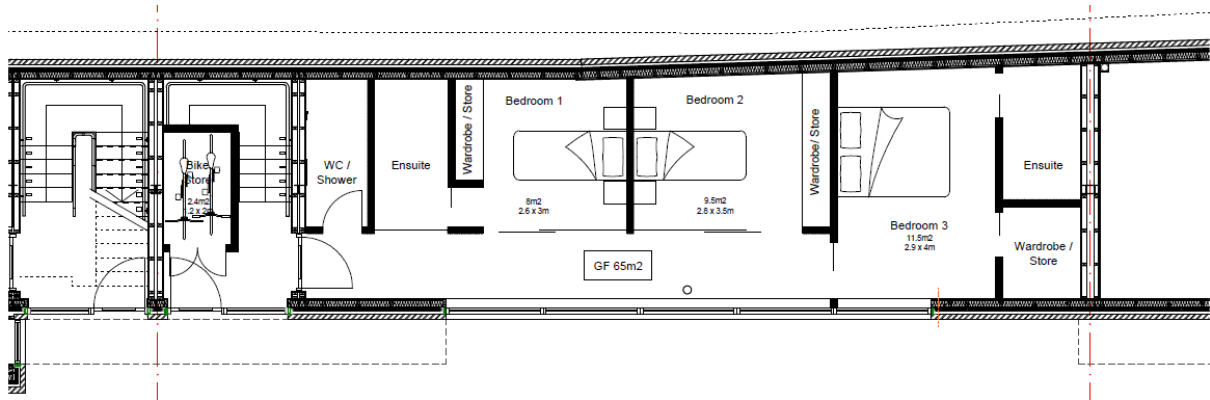 Bedroom 1
Bedroom 2
Wardrobe / Store
Wardrobe/ Store
WC /
Shower
Ensuite
Ensuite
Bike
Store
2.4m2
8m2
2.6 x 3m
9.5m2
2.8 x 3.5m
Bedroom 3
11.5m2
2.9 x 4m
Wardrobe /
Store
GF 65m2